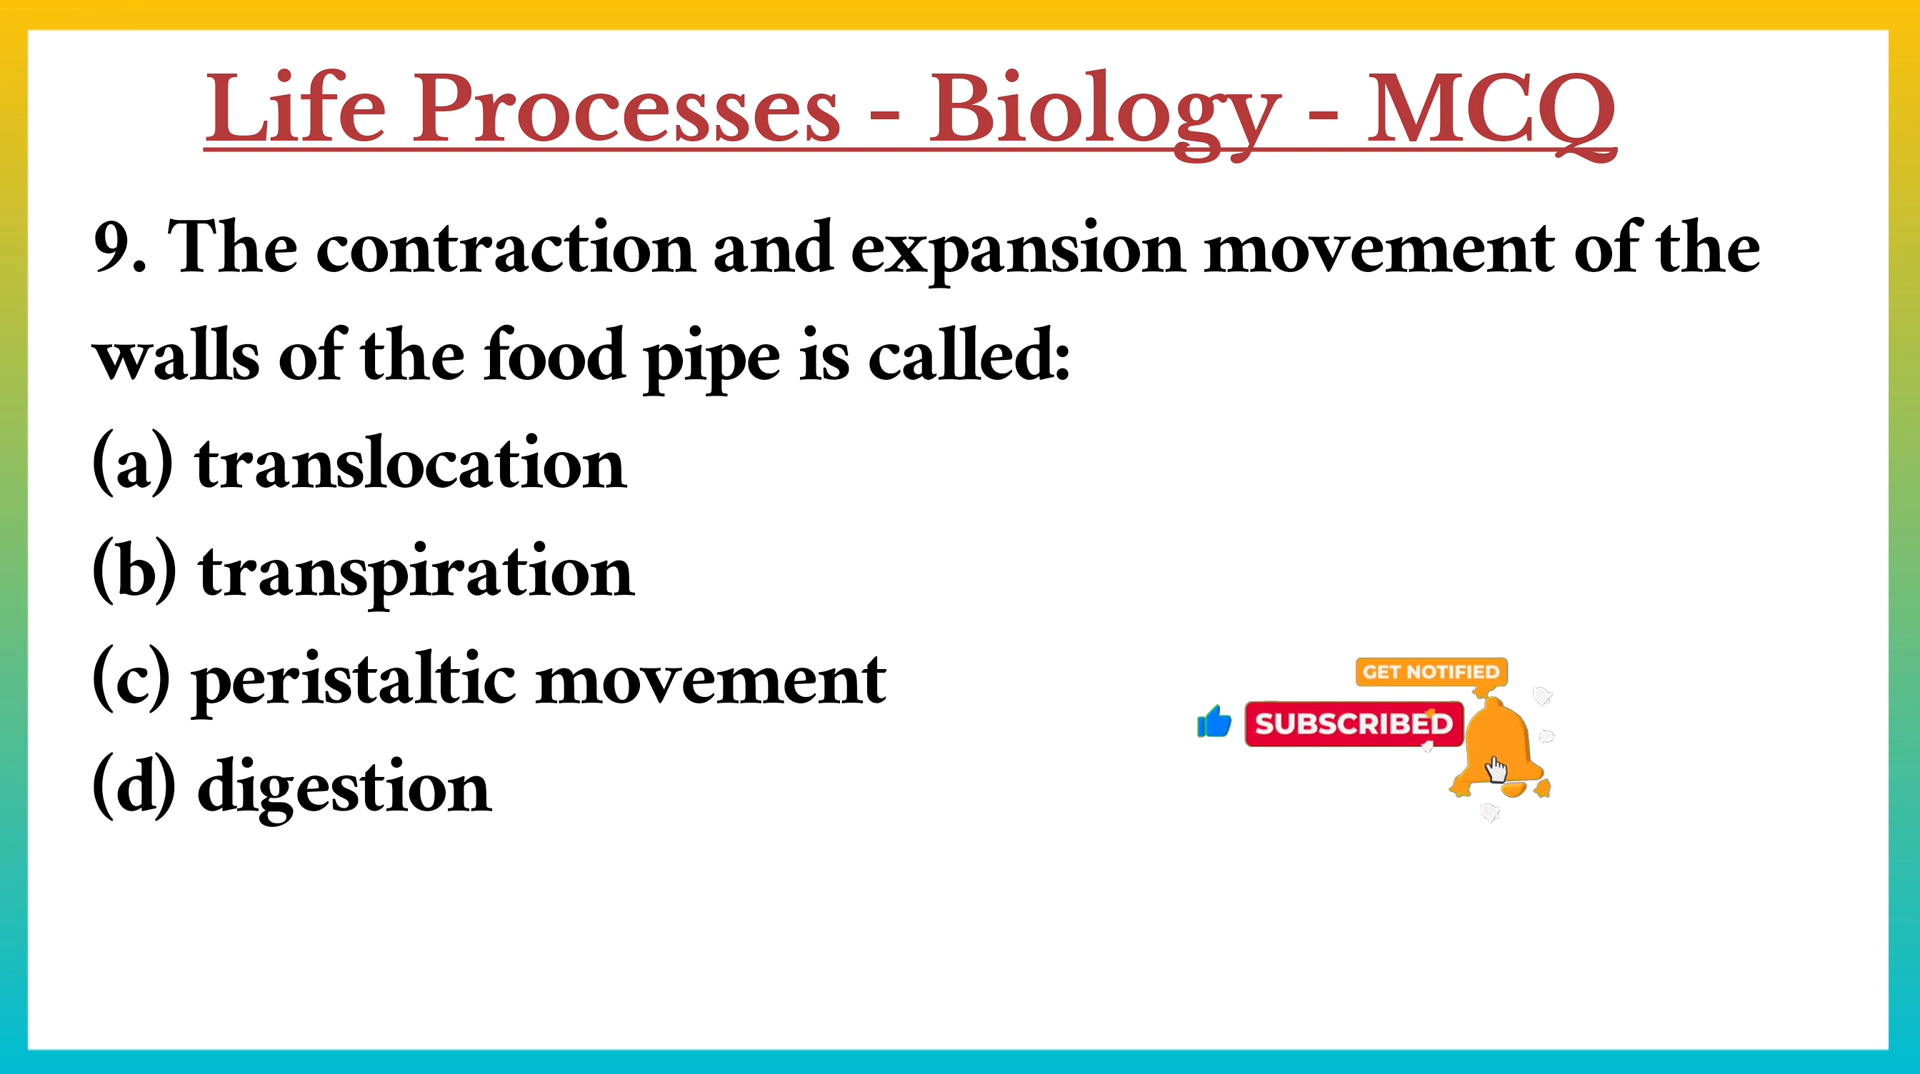 Life Processes - Biology - MCQ
9. The contraction and expansion movement of the
walls of the food pipe is called:
(a) translocation
(b) transpiration
(c) peristaltic movement
(d) digestion
GET NOTIFIED
SUBSCRIBED